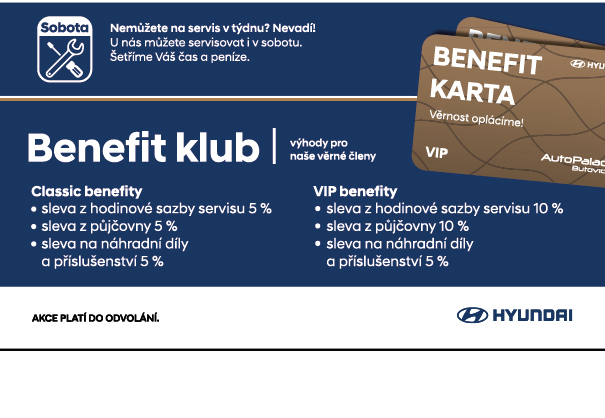 Sobota
Nemůžete na servis v týdnu? Nevadí!
U nás můžete servisovat i v sobotu.
Šetříme Váš čas a peníze.
BENEFIT
KARTA
Věrnost oplácíme!
VIP
Benefit klub
výhody pro
naše věrné členy
Classic benefity
• sleva z hodinové sazby servisu 5 %
• sleva z půjčovny 5 %
• sleva na náhradní díly
a příslušenství 5 %
VIP benefity
• sleva z hodinové sazby servisu 10 %
• sleva z půjčovny 10 %
• sleva na náhradní díly
a příslušenství 5 %
AKCE PLATÍ DO ODVOLÁNÍ.
HYUNDAI